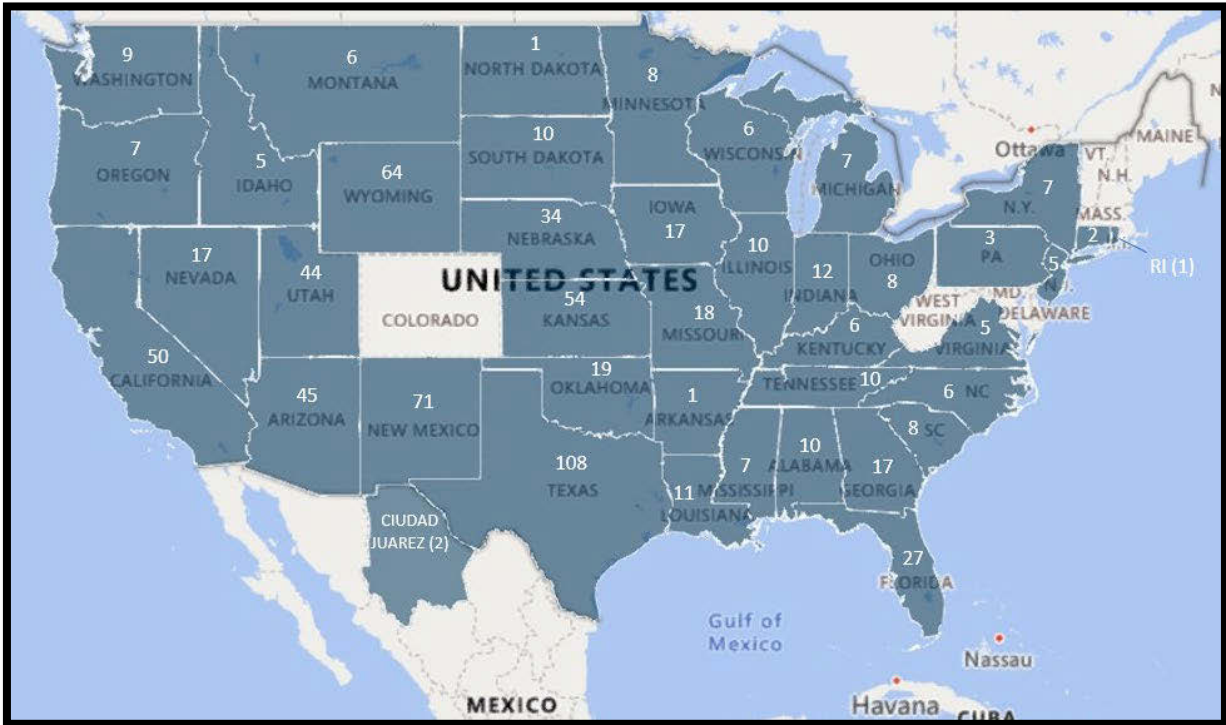 9
WASHINGTON
6
MONTANA
1
NORTH DAKOTA
8
MINNESOTA
7
OREGON
5
IDAHO
64
WYOMING
10
SOUTH DAKOTA
6
WISCONSIN
7
MICHIGAN
Ottawa
MAINE
VT.
N.H.
MASS.
7
N.Y.
2
RI (1)
17
NEVADA
44
UTAH
COLORADO
34
NEBRASKA
IOWA
17
UNITED STATES
54
KANSAS
18
MISSOURI
10
ILLINOIS
12
INDIANA
OHIO
8
3
PA
5
N.J.
MD.
DELAWARE
WEST
VIRGINIA
5
VIRGINIA
6
KENTUCKY
50
CALIFORNIA
45
ARIZONA
71
NEW MEXICO
19
OKLAHOMA
1
ARKANSAS
TENNESSEE 10
6 NC
8 SC
108
TEXAS
11
LOUISIANA
7
MISSISSIPPI
10
ALABAMA
17
GEORGIA
27
FLORIDA
CIUDAD
JUAREZ (2)
Gulf of
Mexico
Nassau
MEXICO
Havana
CUBA